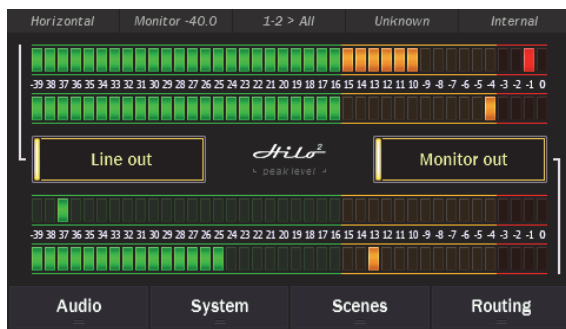 Horizontal Monitor -40.0 1-2 > All Unknown Internal
-39 38 37 36 35 34 33 32 31 30 29 28 27 26 25 24 23 22 21 20 19 18 17 16 15 14 13 12 11 10 -9 -8 -7 -6 -5 -4 -3 -2 -1 0
Line out Hilo2 Monitor out
peak level
-39 38 37 36 35 34 33 32 31 30 29 28 27 26 25 24 23 22 21 20 19 18 17 16 15 14 13 12 11 10 -9 -8 -7 -6 -5 -4 -3 -2 -1 0
Audio System Scenes Routing